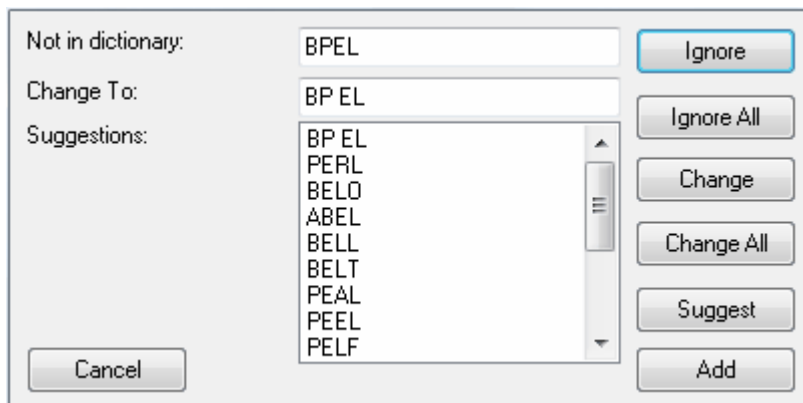 Not in dictionary:
BPEL
Ignore
Change To:
BP EL
Ignore All
Suggestions:
BP EL
PERL
BELO
ABEL
BELL
BELT
PEAL
PEEL
PELF
Change
Change All
Suggest
Cancel
Add